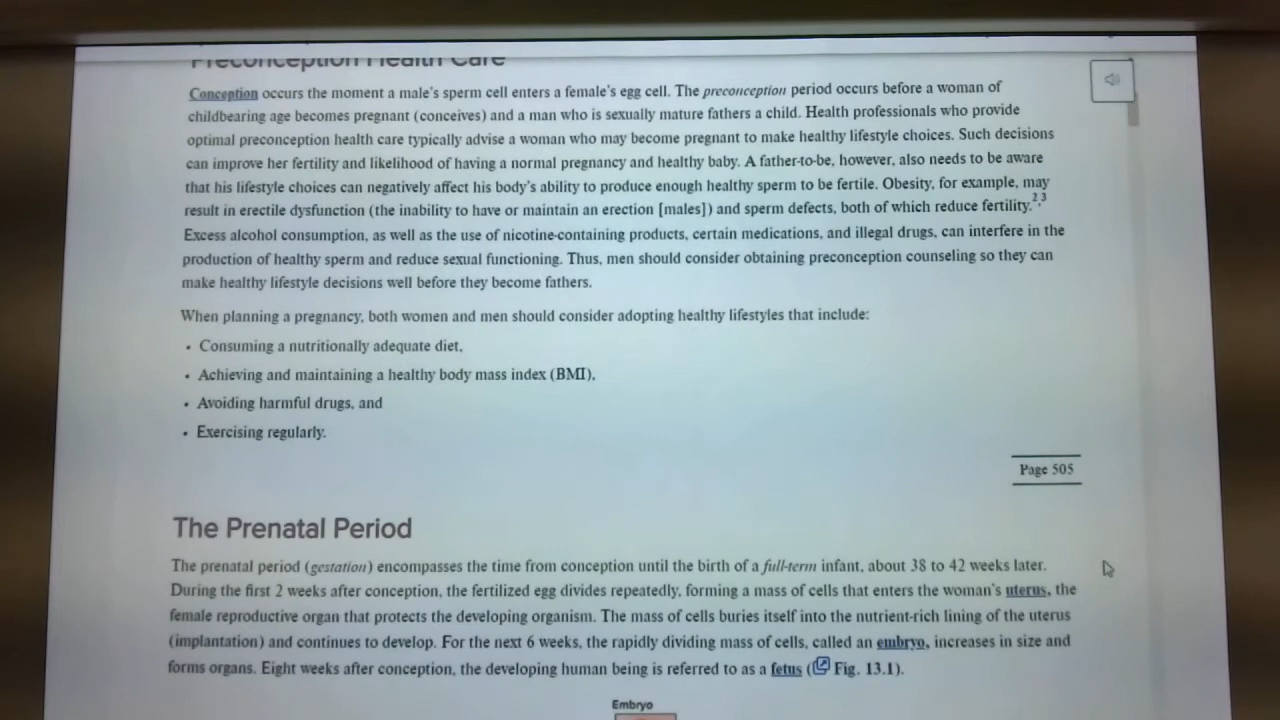 Preconception Health Care
Conception occurs the moment a male's sperm cell enters a female's egg cell. The preconception period occurs before a woman of
childbearing age becomes pregnant (conceives) and a man who is sexually mature fathers a child. Health professionals who provide
optimal preconception health care typically advise a woman who may become pregnant to make healthy lifestyle choices. Such decisions
can improve her fertility and likelihood of having a normal pregnancy and healthy baby. A father-to-be, however, also needs to be aware
that his lifestyle choices can negatively affect his body's ability to produce enough healthy sperm to be fertile. Obesity, for example, may
result in erectile dysfunction (the inability to have or maintain an erection [males]) and sperm defects, both of which reduce fertility.2,3
Excess alcohol consumption, as well as the use of nicotine-containing products, certain medications, and illegal drugs, can interfere in the
production of healthy sperm and reduce sexual functioning. Thus, men should consider obtaining preconception counseling so they can
make healthy lifestyle decisions well before they become fathers.
When planning a pregnancy, both women and men should consider adopting healthy lifestyles that include:
• Consuming a nutritionally adequate diet,
• Achieving and maintaining a healthy body mass index (BMI),
• Avoiding harmful drugs, and
• Exercising regularly.
Page 505
The Prenatal Period
The prenatal period (gestation) encompasses the time from conception until the birth of a full-term infant, about 38 to 42 weeks later.
During the first 2 weeks after conception, the fertilized egg divides repeatedly, forming a mass of cells that enters the woman's uterus, the
female reproductive organ that protects the developing organism. The mass of cells buries itself into the nutrient-rich lining of the uterus
(implantation) and continues to develop. For the next 6 weeks, the rapidly dividing mass of cells, called an embryo, increases in size and
forms organs. Eight weeks after conception, the developing human being is referred to as a fetus (Fig. 13.1).
Embryo